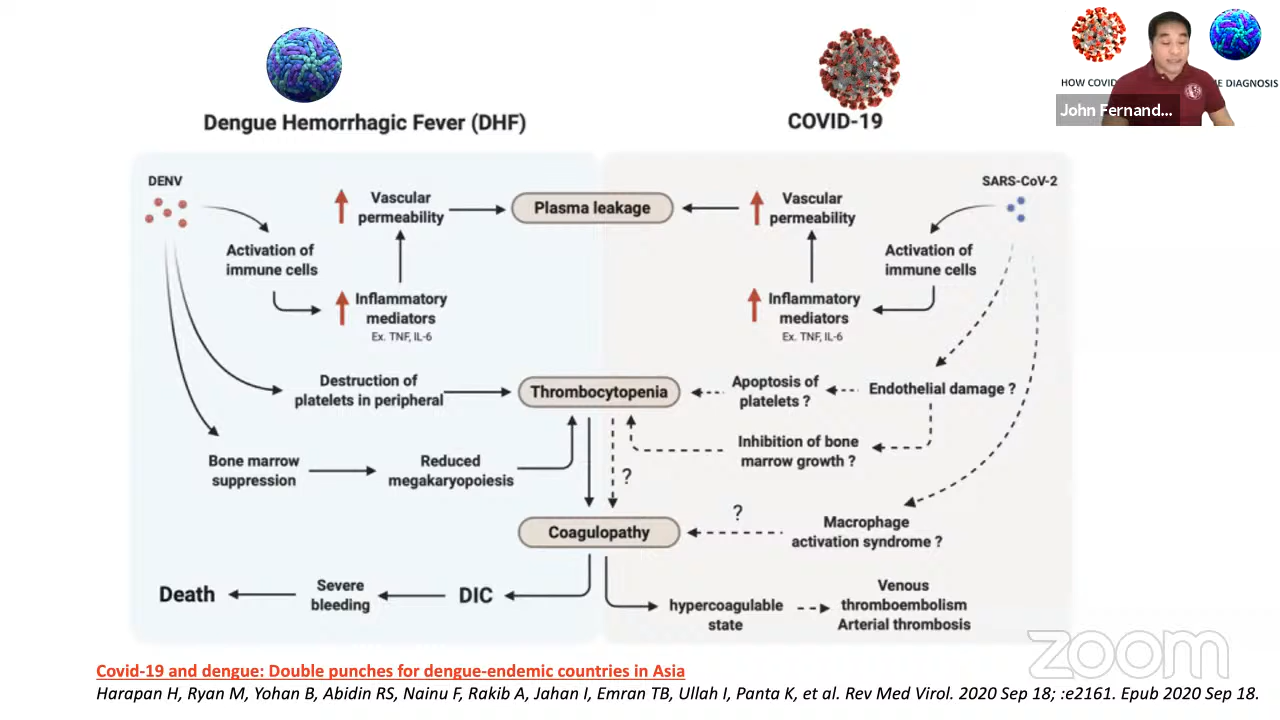 HOW COVID
E DIAGNOSIS
John Fernand...
Dengue Hemorrhagic Fever (DHF)
COVID-19
DENV
Activation of
immune cells
Vascular
permeability
Inflammatory
mediators
Ex. TNF, IL-6
Plasma leakage
Vascular
permeability
Inflammatory
mediators
Ex. TNF, IL-6
SARS-CoV-2
Activation of
immune cells
Destruction of
platelets in peripheral
Thrombocytopenia
Apoptosis of
platelets ?
Endothelial damage ?
Inhibition of bone
marrow growth ?
Bone marrow
suppression
Reduced
megakaryopoiesis
?
Coagulopathy
?
Macrophage
activation syndrome ?
Death
Severe
bleeding
DIC
hypercoagulable
state
Venous
thromboembolism
Arterial thrombosis
zoom
Covid-19 and dengue: Double punches for dengue-endemic countries in Asia
Harapan H, Ryan M, Yohan B, Abidin RS, Nainu F, Rakib A, Jahan I, Emran TB, Ullah I, Panta K, et al. Rev Med Virol. 2020 Sep 18; :e2161. Epub 2020 Sep 18.